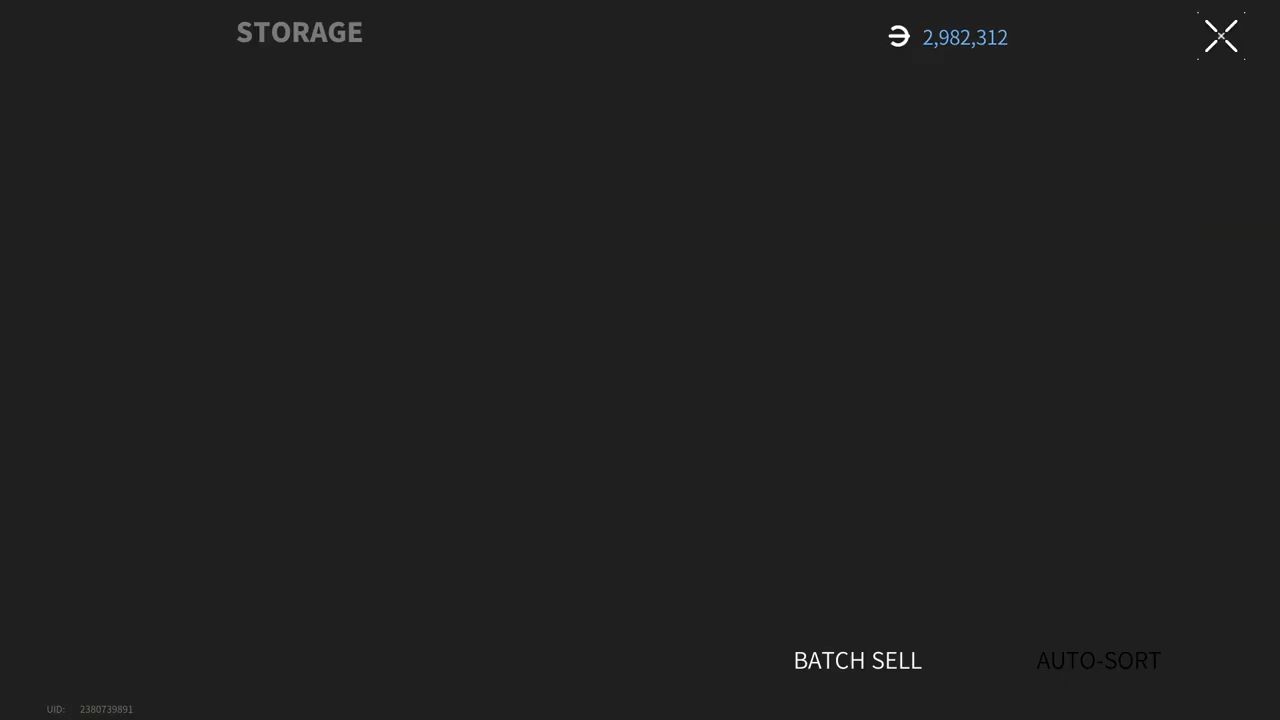 STORAGE
2,982,312
BATCH SELL
AUTO-SORT
UID: 2380739891